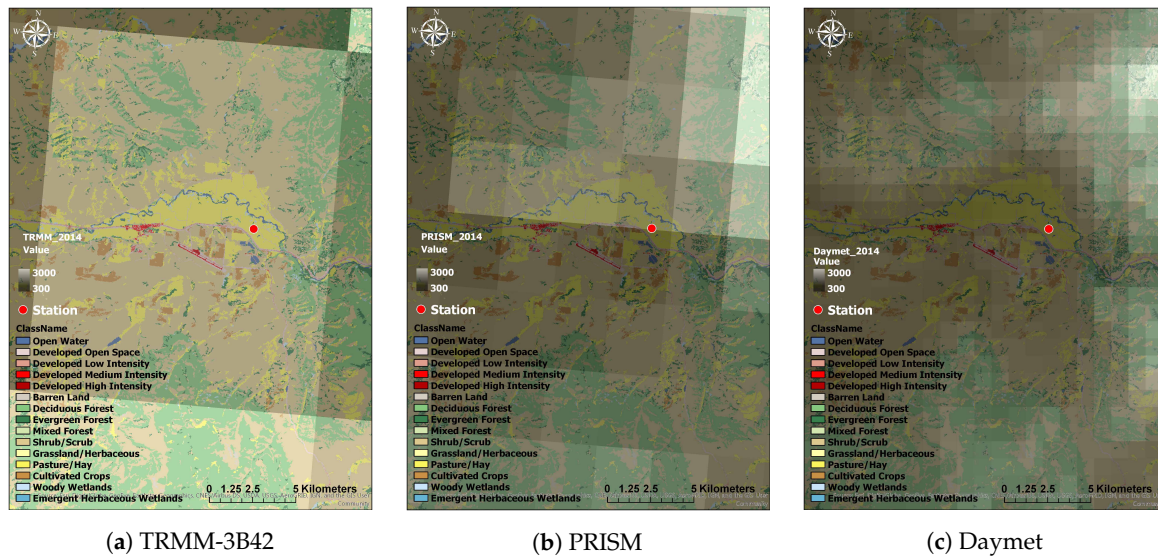 N
W E
S
TRMM_2014
Value
3000
300
Station
ClassName
Open Water
Developed Open Space
Developed Low Intensity
Developed Medium Intensity
Developed High Intensity
Barren Land
Deciduous Forest
Evergreen Forest
Mixed Forest
Shrub/Scrub
Grassland/Herbaceous
Pasture/Hay
Cultivated Crops
Woody Wetlands
Emergent Herbaceous Wetlands
0 1.25 2.5 5 Kilometers
(a) TRMM-3B42
N
W E
S
PRISM_2014
Value
3000
300
Station
ClassName
Open Water
Developed Open Space
Developed Low Intensity
Developed Medium Intensity
Developed High Intensity
Barren Land
Deciduous Forest
Evergreen Forest
Mixed Forest
Shrub/Scrub
Grassland/Herbaceous
Pasture/Hay
Cultivated Crops
Woody Wetlands
Emergent Herbaceous Wetlands
0 1.25 2.5 5 Kilometers
(b) PRISM
N
W E
S
Daymet_2014
Value
3000
300
Station
ClassName
Open Water
Developed Open Space
Developed Low Intensity
Developed Medium Intensity
Developed High Intensity
Barren Land
Deciduous Forest
Evergreen Forest
Mixed Forest
Shrub/Scrub
Grassland/Herbaceous
Pasture/Hay
Cultivated Crops
Woody Wetlands
Emergent Herbaceous Wetlands
0 1.25 2.5 5 Kilometers
(c) Daymet